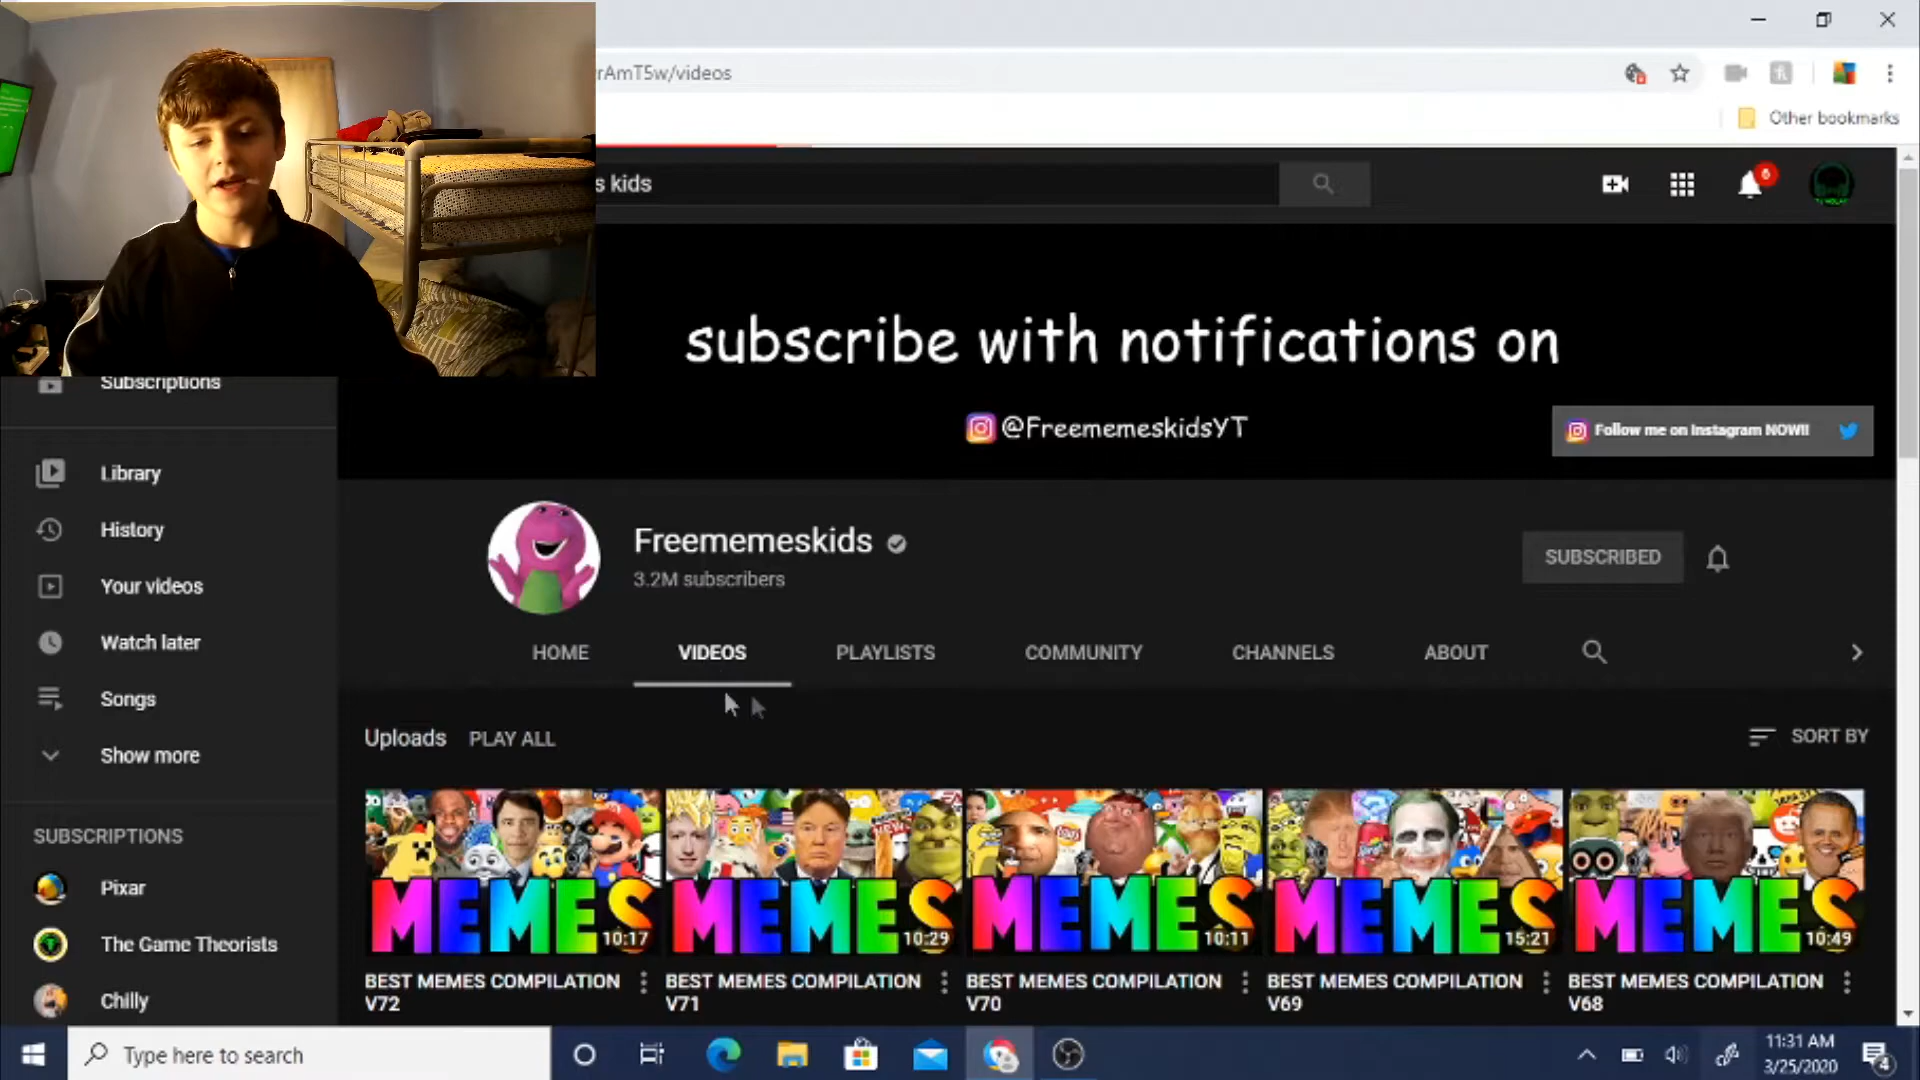 rAmT5w/videos
Other bookmarks
s kids
6
subscribe with notifications on
@FreememeskidsYT
Follow me on Instagram NOW!!
Subscriptions
Library
History
Your videos
Watch later
Songs
Show more
SUBSCRIPTIONS
Pixar
The Game Theorists
Chilly
Freememeskids
3.2M subscribers
SUBSCRIBED
HOME VIDEOS PLAYLISTS COMMUNITY CHANNELS ABOUT
Uploads PLAY ALL SORT BY
MEMES 10:17
BEST MEMES COMPILATION
V72
MEMES 10:29
BEST MEMES COMPILATION
V71
MEMES 10:11
BEST MEMES COMPILATION
V70
MEMES 15:21
BEST MEMES COMPILATION
V69
MEMES 10:49
BEST MEMES COMPILATION
V68
Type here to search
11:31 AM
3/25/2020
4